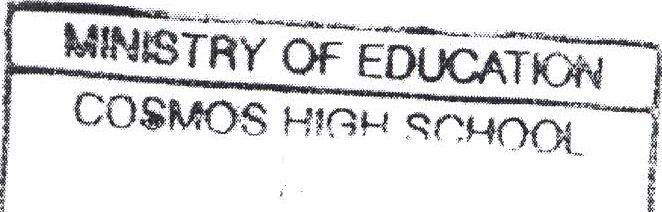 MINISTRY OF EDUCATION
COSMOS HIGH SCHOOL